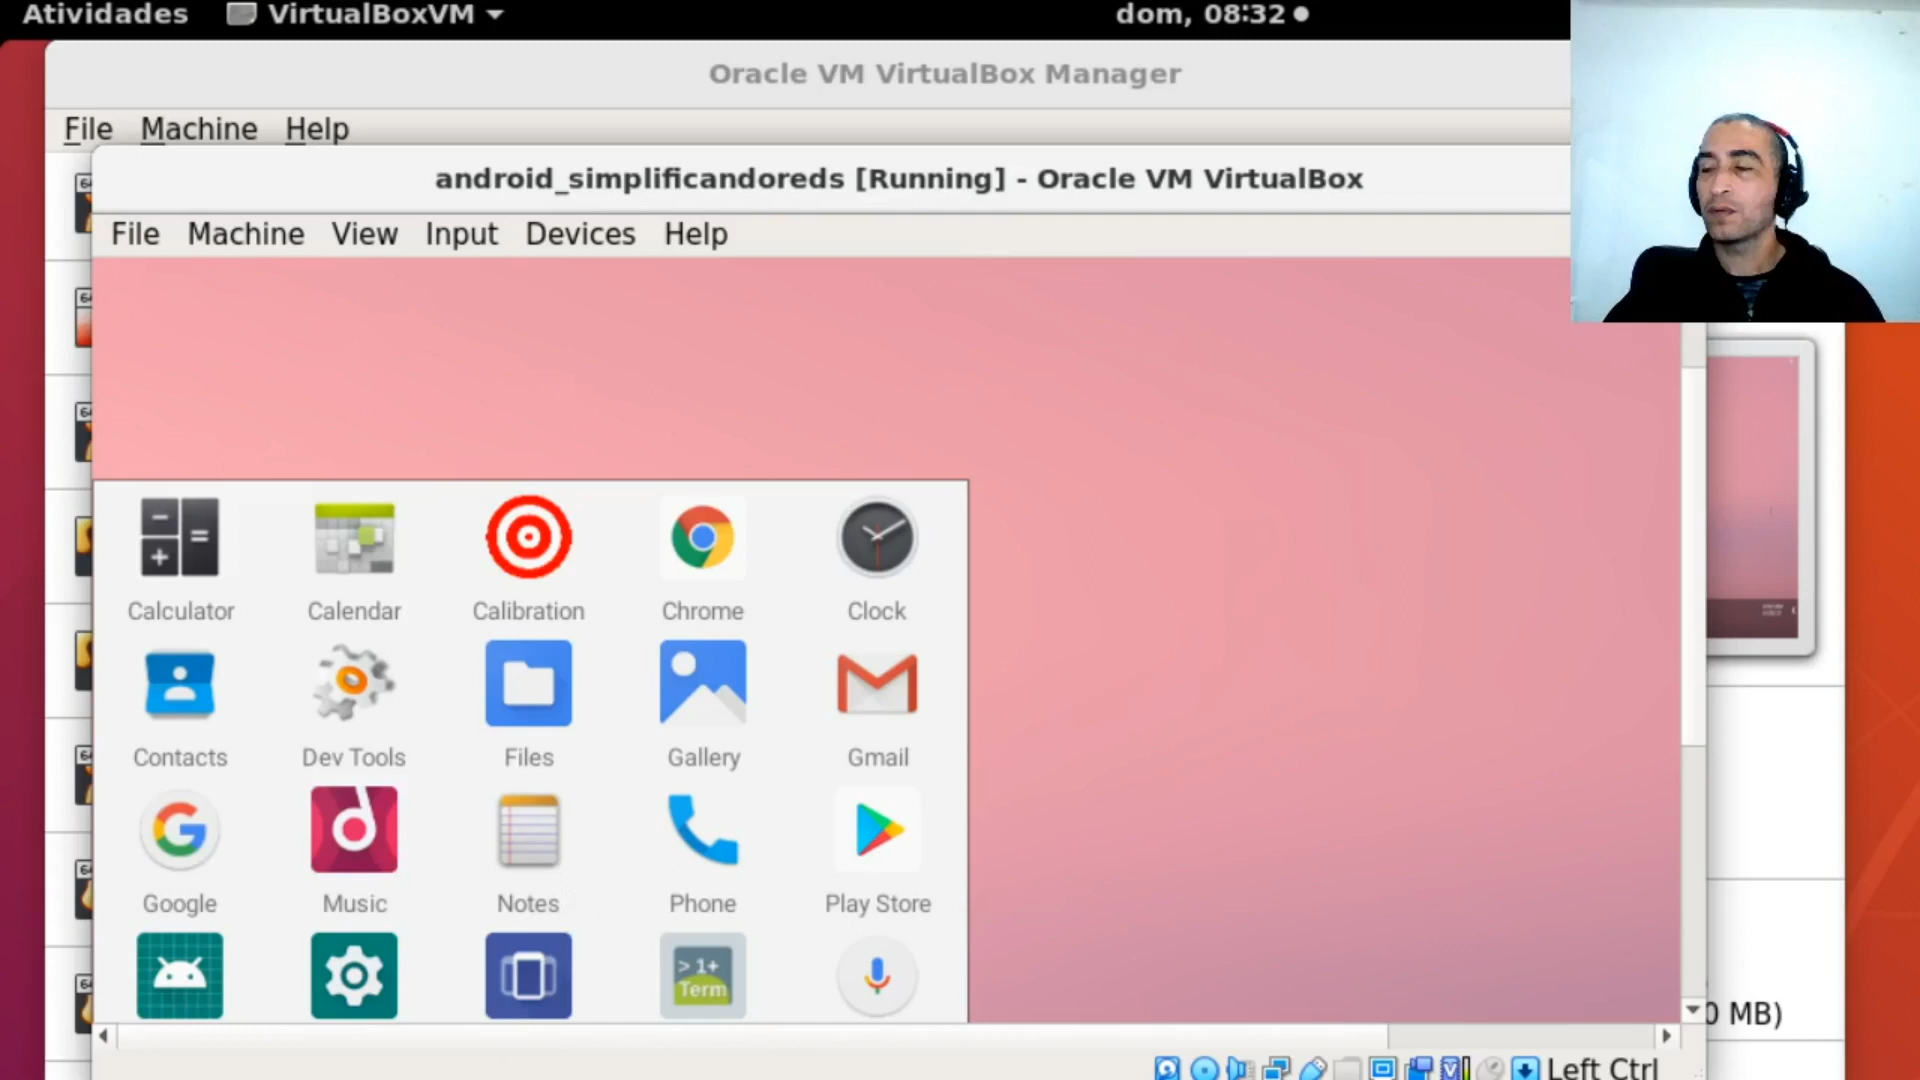 Atividades VirtualBoxVM dom, 08:32
Oracle VM VirtualBox Manager
File Machine Help
android_simplificandoreds [Running] - Oracle VM VirtualBox
File Machine View Input Devices Help
Calculator Calendar Calibration Chrome Clock
Contacts Dev Tools Files Gallery Gmail
Google Music Notes Phone Play Store
> 1+
Term
0 MB)
Left Ctrl